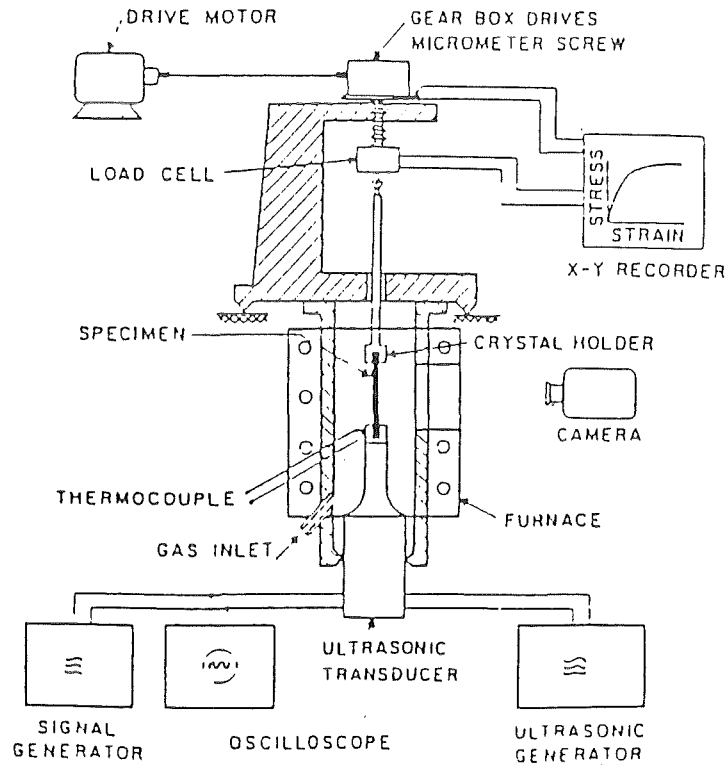 DRIVE MOTOR
GEAR BOX DRIVES
MICROMETER SCREW
LOAD CELL
STRESS
STRAIN
X-Y RECORDER
SPECIMEN
CRYSTAL HOLDER
CAMERA
THERMOCOUPLE
FURNACE
GAS INLET
ULTRASONIC
TRANSDUCER
SIGNAL
GENERATOR
OSCILLOSCOPE
ULTRASONIC
GENERATOR